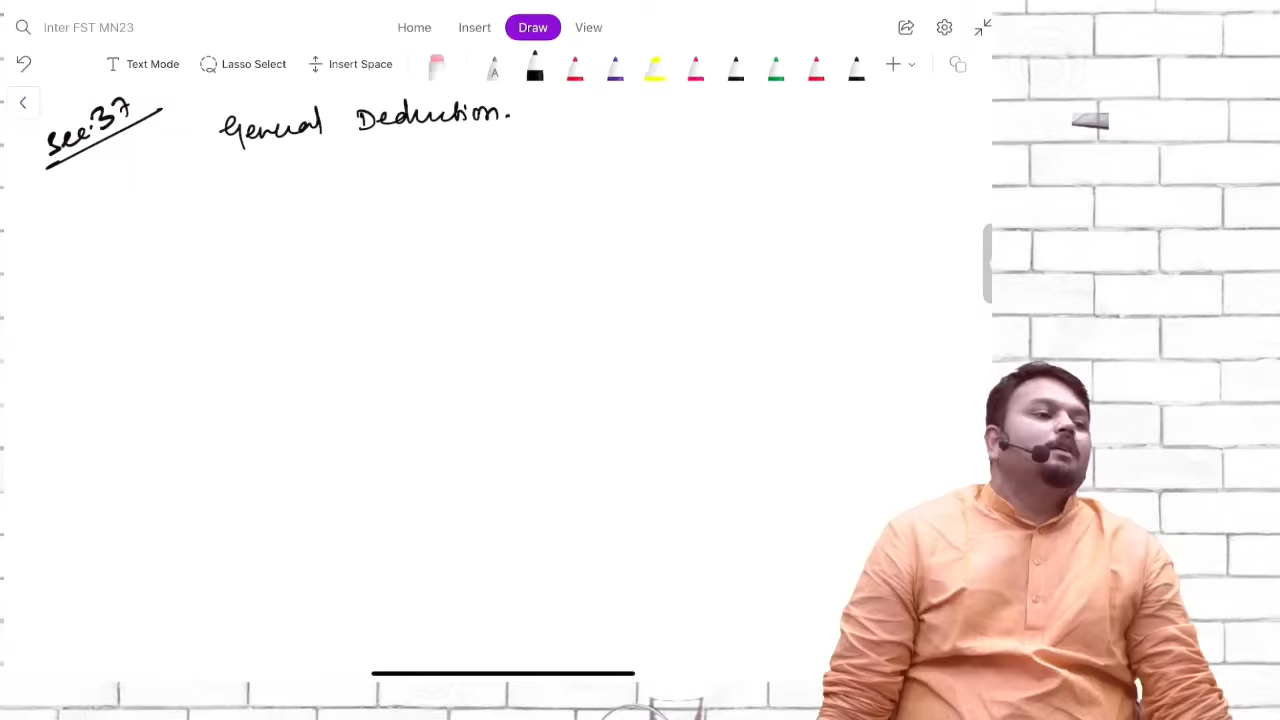 Inter FST MN23
Home Insert Draw View
Text Mode Lasso Select Insert Space
A
Sec. 37 General Deduction.